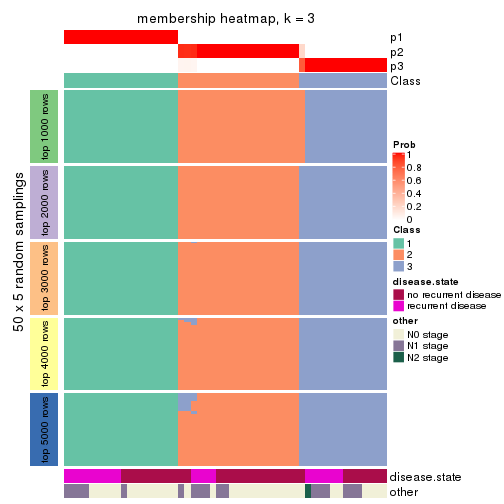 membership heatmap, k = 3
p1
p2
p3
Class
50 x 5 random samplings
top 1000 rows
top 2000 rows
top 3000 rows
top 4000 rows
top 5000 rows
Prob
1
0.8
0.6
0.4
0.2
0
Class
1
2
3
disease.state
no recurrent disease
recurrent disease
other
N0 stage
N1 stage
N2 stage
disease.state
other